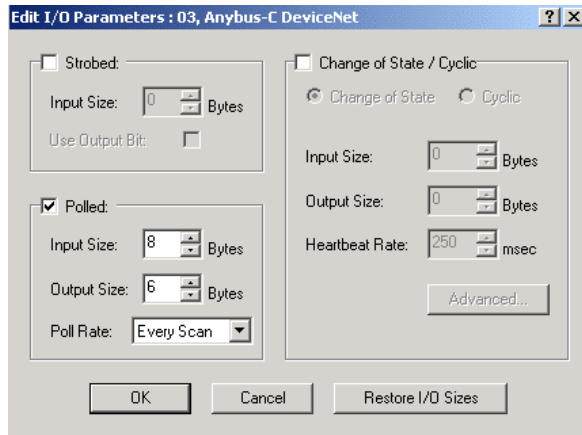 Edit I/O Parameters : 03, Anybus-C DeviceNet
Strobed:
Input Size: 0 Bytes
Use Output Bit:
Polled:
Input Size: 8 Bytes
Output Size: 6 Bytes
Poll Rate: Every Scan
Change of State / Cyclic
Change of State Cyclic
Input Size: 0 Bytes
Output Size: 0 Bytes
Heartbeat Rate: 250 msec
Advanced...
OK Cancel Restore I/O Sizes